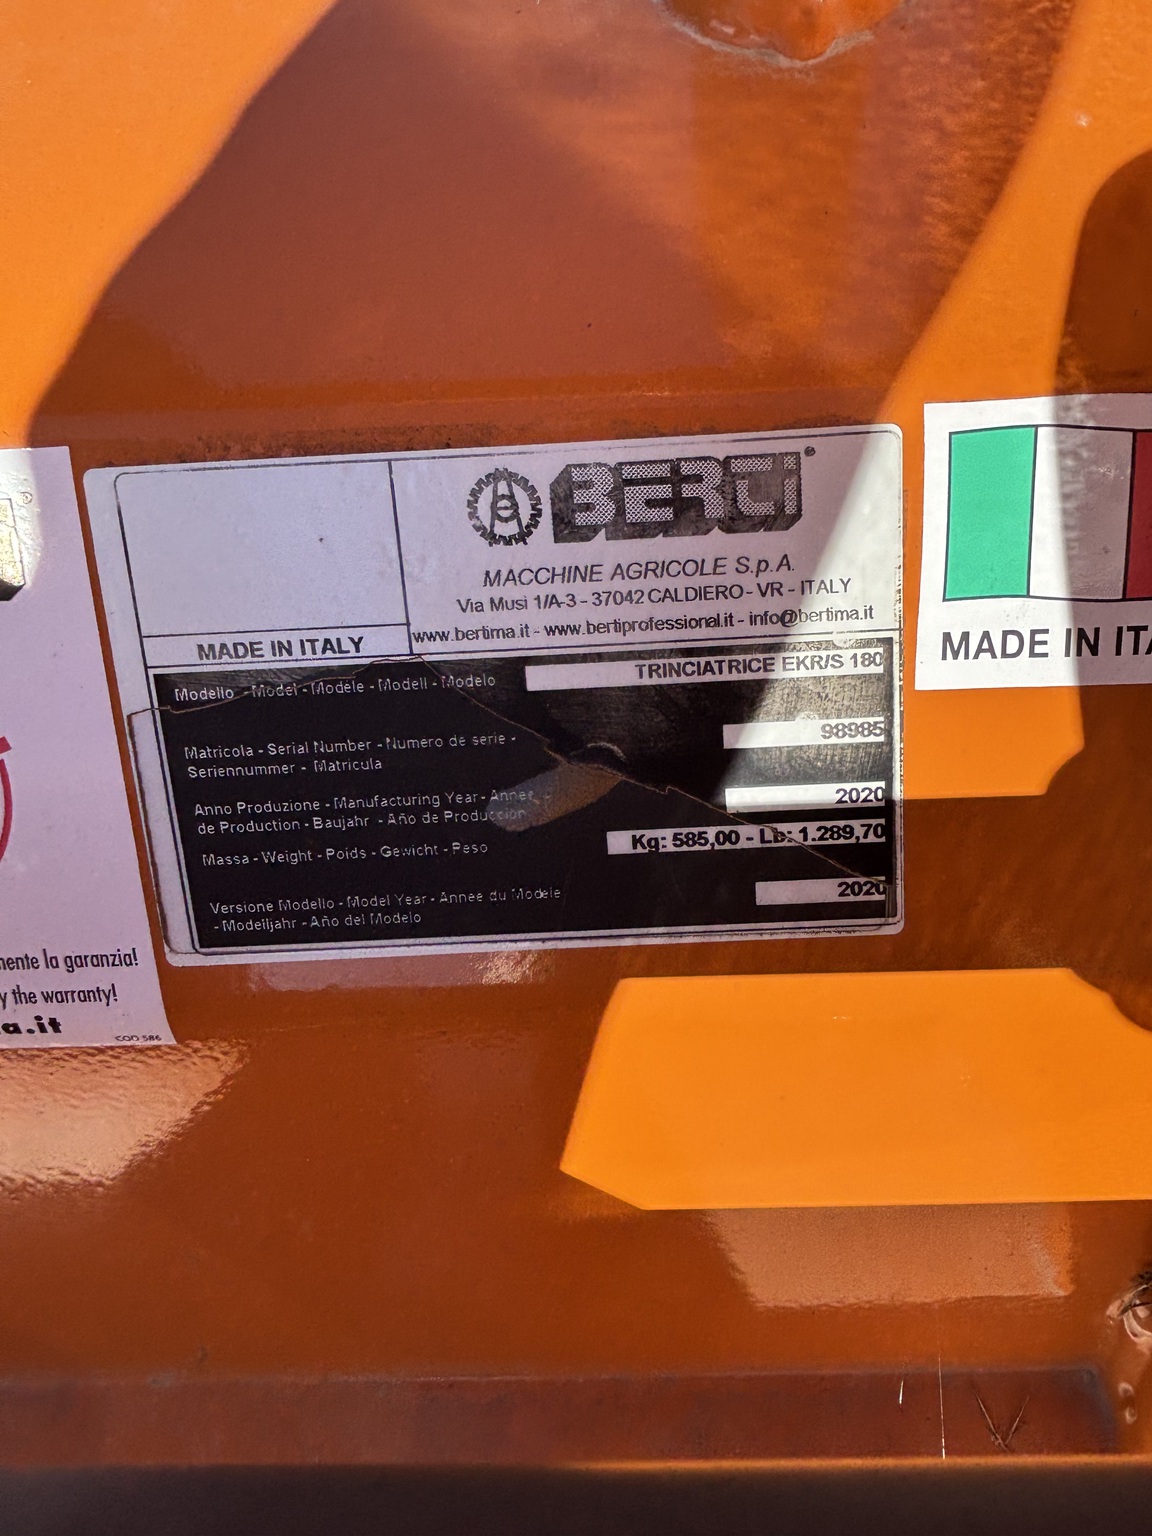 BERTi
MACCHINE AGRICOLE S.p.A.
Via Musi 1/A-3 - 37042 CALDIERO - VR - ITALY
www.bertima.it - www.bertiprofessional.it - info@bertima.it
MADE IN ITALY
Modello - Model - Modele - Modell - Modelo
TRINCIATRICE EKR/S 180
Matricola - Serial Number - Numero de serie -
Seriennummer - Matricula
98985
Anno Produzione - Manufacturing Year - Annee
de Production - Baujahr - Año de Producción
2020
Massa - Weight - Poids - Gewicht - Peso
Kg: 585,00 - Lb: 1.289,70
Versione Modello - Model Year - Annee du Modele
- Modelljahr - Año del Modelo
2020
MADE IN ITA
mente la garanzia!
y the warranty!
a.it
COD 586